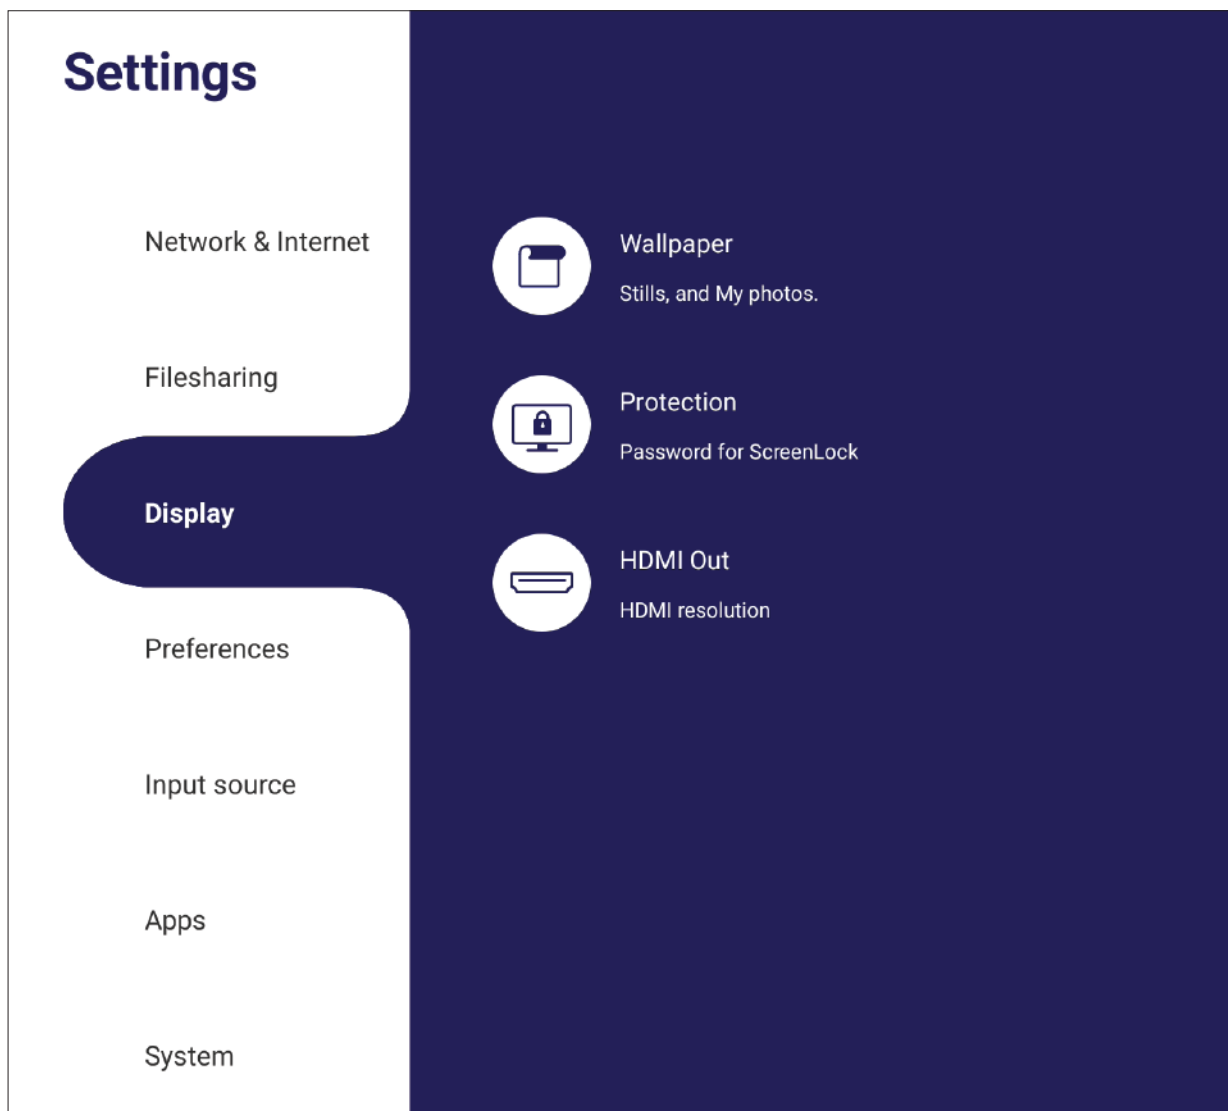 Settings
Network & Internet
Filesharing
Display
Preferences
Input source
Apps
System
Wallpaper
Stills, and My photos.
Protection
Password for ScreenLock
HDMI Out
HDMI resolution